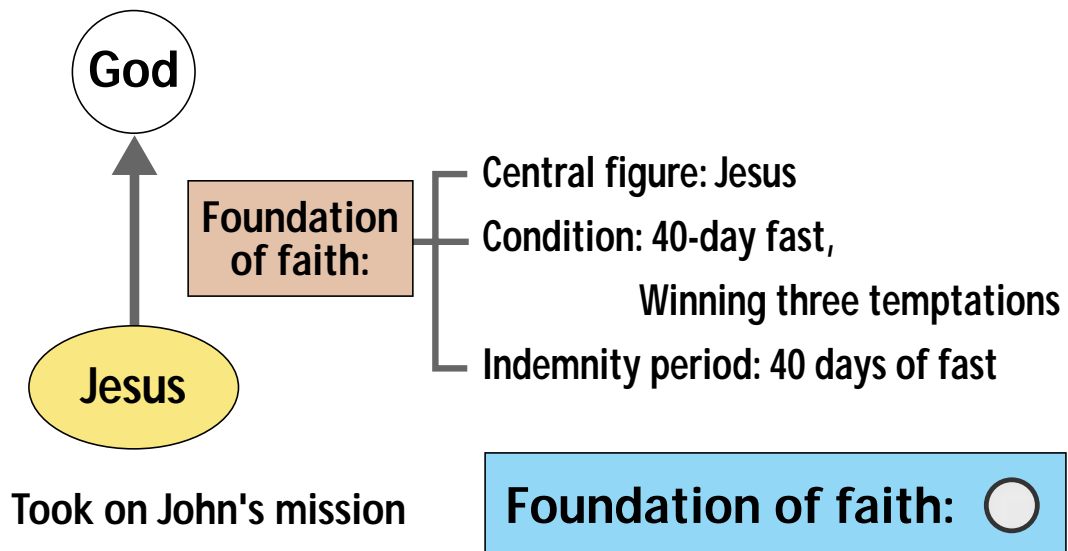 God
Foundation
of faith:
Central figure: Jesus
Condition: 40-day fast,
Winning three temptations
Indemnity period: 40 days of fast
Jesus
Took on John's mission
Foundation of faith: